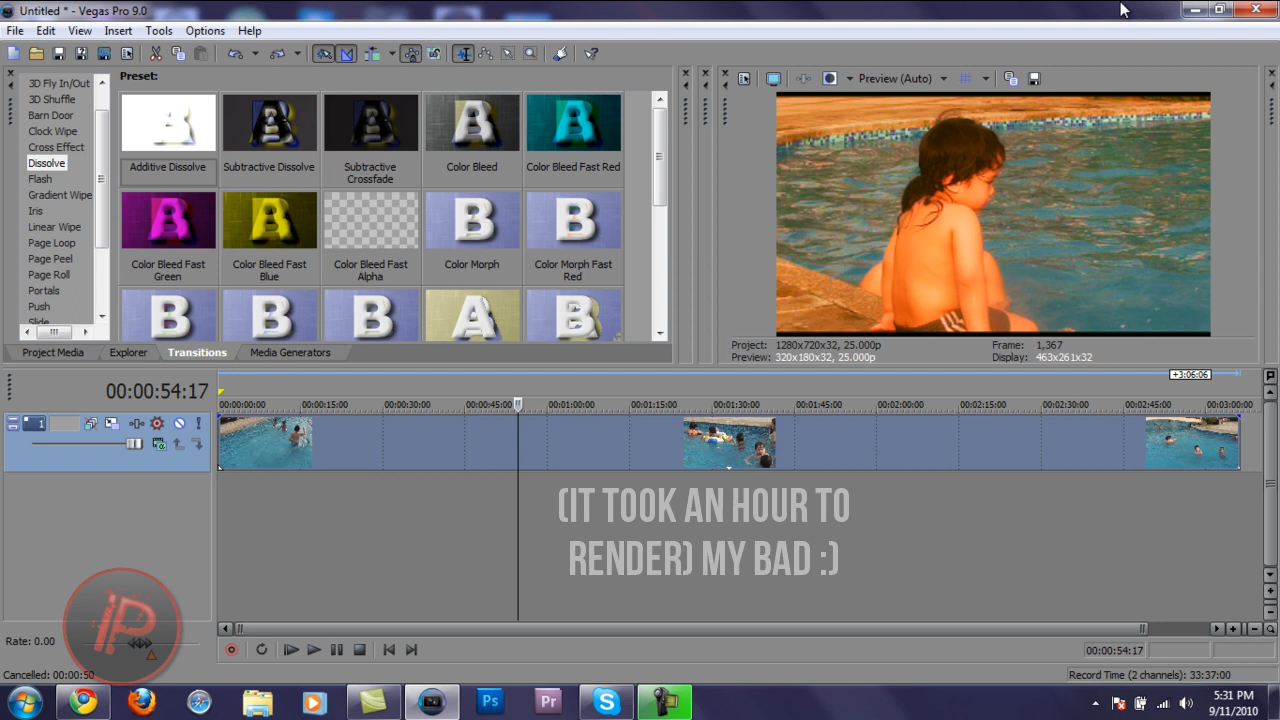 Untitled * - Vegas Pro 9.0
File Edit View Insert Tools Options Help
3D Fly In/Out
3D Shuffle
Barn Door
Clock Wipe
Cross Effect
Dissolve
Flash
Gradient Wipe
Iris
Linear Wipe
Page Loop
Page Peel
Page Roll
Portals
Push
Slide
Preset:
Additive Dissolve
Subtractive Dissolve
Subtractive
Crossfade
Color Bleed
Color Bleed Fast Red
Color Bleed Fast
Green
Color Bleed Fast
Blue
Color Bleed Fast
Alpha
Color Morph
Color Morph Fast
Red
Project Media Explorer Transitions Media Generators
Preview (Auto)
Project: 1280x720x32, 25.000p
Preview: 320x180x32, 25.000p
Frame: 1,367
Display: 463x261x32
+3:06:06
00:00:54:17
00:00:00:00 00:00:15:00 00:00:30:00 00:00:45:00 00:01:00:00 00:01:15:00 00:01:30:00 00:01:45:00 00:02:00:00 00:02:15:00 00:02:30:00 00:02:45:00 00:03:00:00
1
(IT TOOK AN HOUR TO
RENDER) MY BAD :)
IP
Rate: 0.00
00:00:54:17
Cancelled: 00:00:50
Record Time (2 channels): 33:37:00
Ps
Pr
5:31 PM
9/11/2010